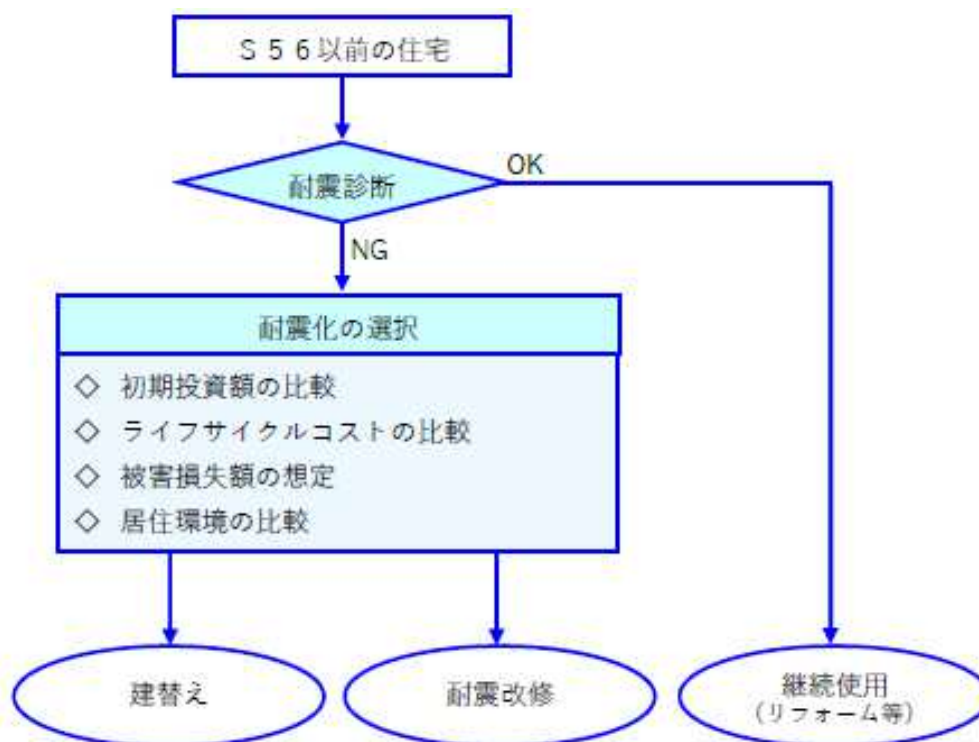 S56以前の住宅
耐震診断
OK
NG
耐震化の選択
◇ 初期投資額の比較
◇ ライフサイクルコストの比較
◇ 被害損失額の想定
◇ 居住環境の比較
建替え
耐震改修
継続使用
(リフォーム等)